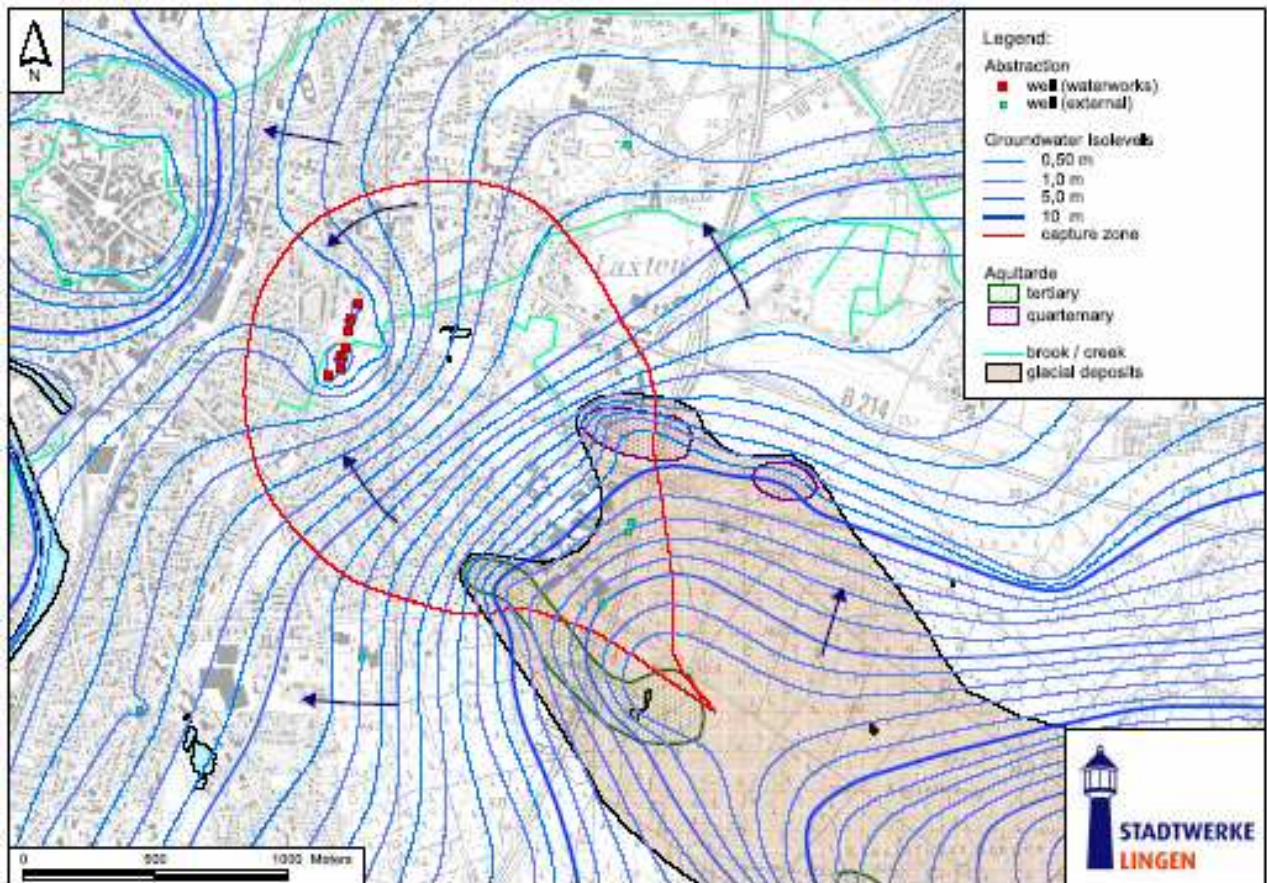 N
Legend:
Abstraction
well (waterworks)
well (external)
Groundwater Isolevels
0,50 m
1,0 m
5,0 m
10 m
capture zone
Aquitarde
tertiary
quarternary
brook / creek
glacial deposits
Laxten
B 214
0 500 1000 Meters
STADTWERKE
LINGEN